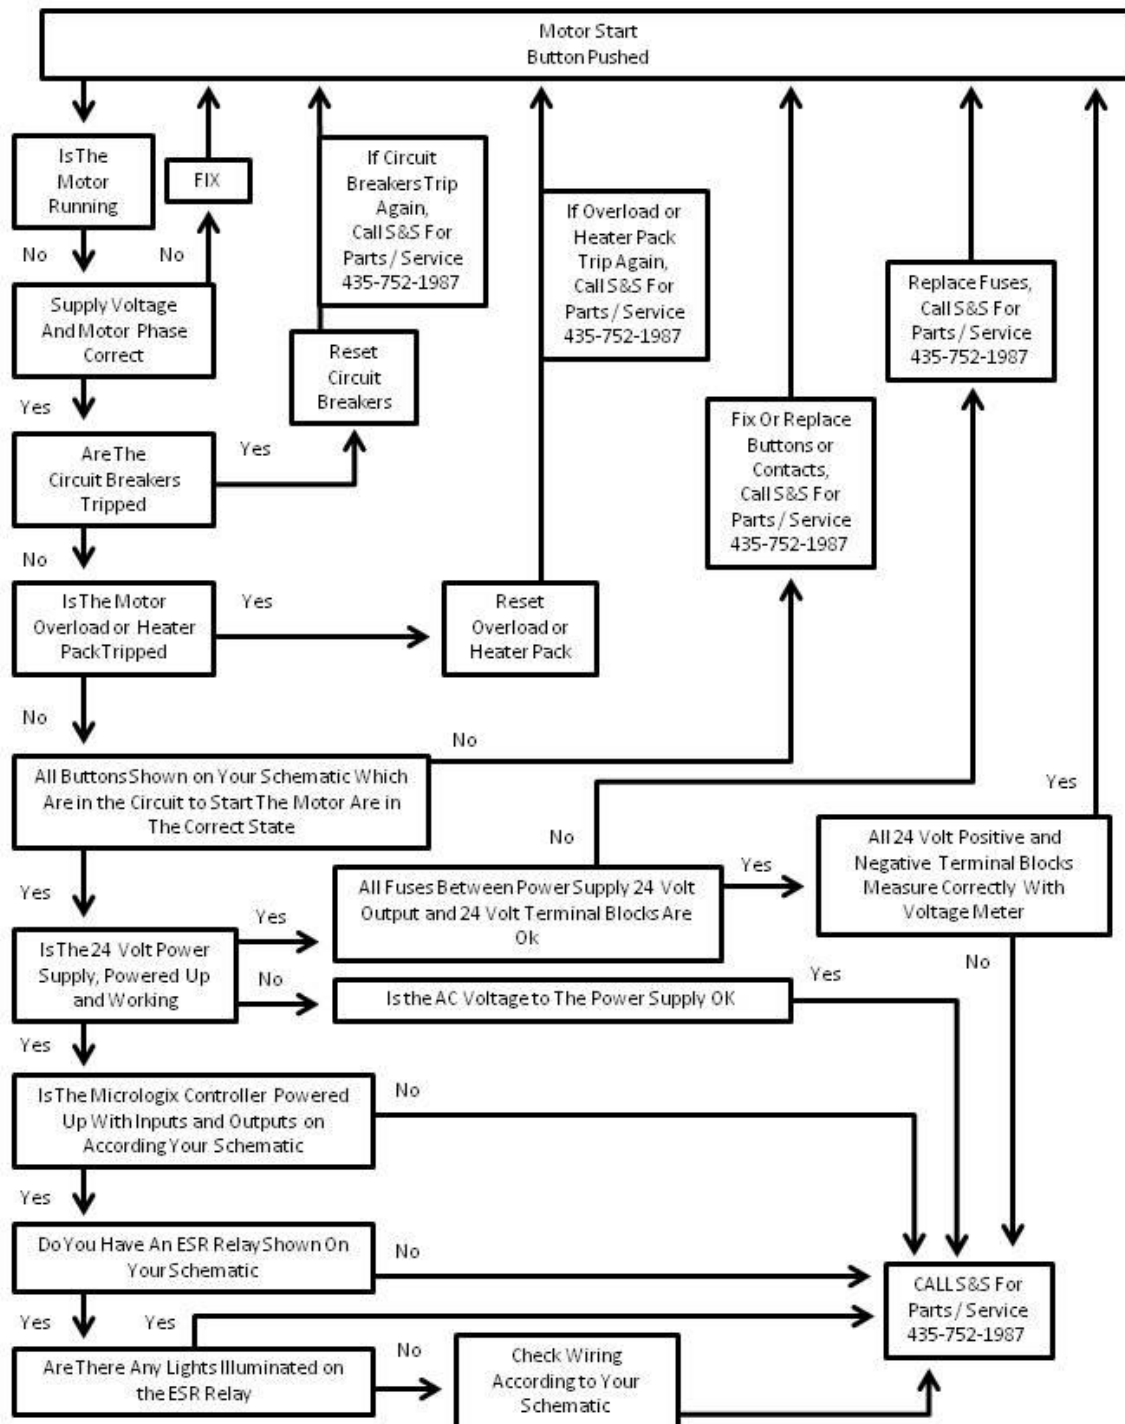 Motor Start
Button Pushed
Is The
Motor
Running
FIX
If Circuit
Breakers Trip
Again,
Call S&S For
Parts / Service
435-752-1987
If Overload or
Heater Pack
Trip Again,
Call S&S For
Parts / Service
435-752-1987
Replace Fuses,
Call S&S For
Parts / Service
435-752-1987
No
No
Supply Voltage
And Motor Phase
Correct
Reset
Circuit
Breakers
Yes
Fix Or Replace
Buttons or
Contacts,
Call S&S For
Parts / Service
435-752-1987
Are The
Circuit Breakers
Tripped
Yes
No
Is The Motor
Overload or Heater
Pack Tripped
Yes
Reset
Overload or
Heater Pack
No
No
All Buttons Shown on Your Schematic Which
Are in the Circuit to Start The Motor Are in
The Correct State
Yes
No
Yes
All 24 Volt Positive and
Negative Terminal Blocks
Measure Correctly With
Voltage Meter
Yes
Yes
All Fuses Between Power Supply 24 Volt
Output and 24 Volt Terminal Blocks Are
Ok
Is The 24 Volt Power
Supply, Powered Up
and Working
No
Yes
No
Is the AC Voltage to The Power Supply OK
Yes
Is The Micrologix Controller Powered
Up With Inputs and Outputs on
According Your Schematic
No
Yes
Do You Have An ESR Relay Shown On
Your Schematic
No
CALL S&S For
Parts / Service
435-752-1987
Yes
Yes
Are There Any Lights Illuminated on
the ESR Relay
No
Check Wiring
According to Your
Schematic